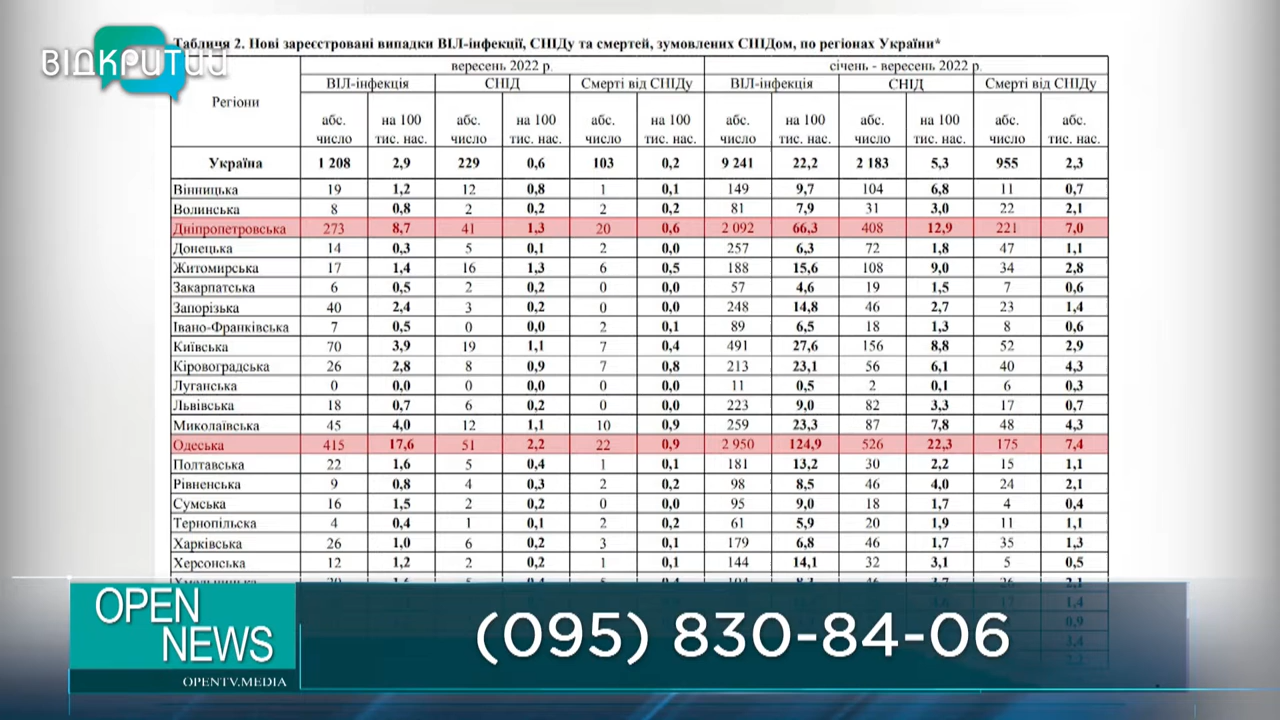 ВІДКРИТИЙ
Таблиця 2. Нові зареєстровані випадки ВІЛ-інфекції, СНІДу та смертей, зумовлених СНІДом, по регіонах України*
Регіони вересень 2022 р. січень - вересень 2022 р.
ВІЛ-інфекція СНІД Смерті від СНІДу ВІЛ-інфекція СНІД Смерті від СНІДу
абс. число на 100 тис. нас. абс. число на 100 тис. нас. абс. число на 100 тис. нас. абс. число на 100 тис. нас. абс. число на 100 тис. нас. абс. число абс. тис. нас.
Україна 1 208 2,9 229 0,6 103 0,2 9 241 22,2 2 183 5,3 955 2,3
Вінницька 19 1,2 12 0,8 1 0,1 149 9,7 104 6,8 11 0,7
Волинська 8 0,8 2 0,2 2 0,2 81 7,9 31 3,0 22 2,1
Дніпропетровська 273 8,7 41 1,3 20 0,6 2 092 66,3 408 12,9 221 7,0
Донецька 14 0,3 5 0,1 2 0,0 257 6,3 72 1,8 47 1,1
Житомирська 17 1,4 16 1,3 6 0,5 188 15,6 108 9,0 34 2,8
Закарпатська 6 0,5 2 0,2 0 0,0 57 4,6 19 1,5 7 0,6
Запорізька 40 2,4 3 0,2 0 0,0 248 14,8 46 2,7 23 1,4
Івано-Франківська 7 0,5 0 0,0 2 0,1 89 6,5 18 1,3 8 0,6
Київська 70 3,9 19 1,1 7 0,4 491 27,6 156 8,8 52 2,9
Кіровоградська 26 2,8 8 0,9 7 0,8 213 23,1 56 6,1 40 4,3
Луганська 0 0,0 0 0,0 0 0,0 11 0,5 2 0,1 6 0,3
Львівська 18 0,7 6 0,2 0 0,0 223 9,0 82 3,3 17 0,7
Миколаївська 45 4,0 12 1,1 10 0,9 259 23,3 87 7,8 48 4,3
Одеська 415 17,6 51 2,2 22 0,9 2 950 124,9 526 22,3 175 7,4
Полтавська 22 1,6 5 0,4 1 0,1 181 13,2 30 2,2 15 1,1
Рівненська 9 0,8 4 0,3 2 0,2 98 8,5 46 4,0 24 2,1
Сумська 16 1,5 2 0,2 0 0,0 95 9,0 18 1,7 4 0,4
Тернопільска 4 0,4 1 0,1 2 0,2 61 5,9 20 1,9 11 1,1
Харківська 26 1,0 6 0,2 3 0,1 179 6,8 46 1,7 35 1,3
Херсонська 12 1,2 2 0,2 1 0,1 144 14,1 32 3,1 5 0,5
1,4
0,9
3,4
OPEN
NEWS
OPENTV.MEDIA
(095) 830-84-06